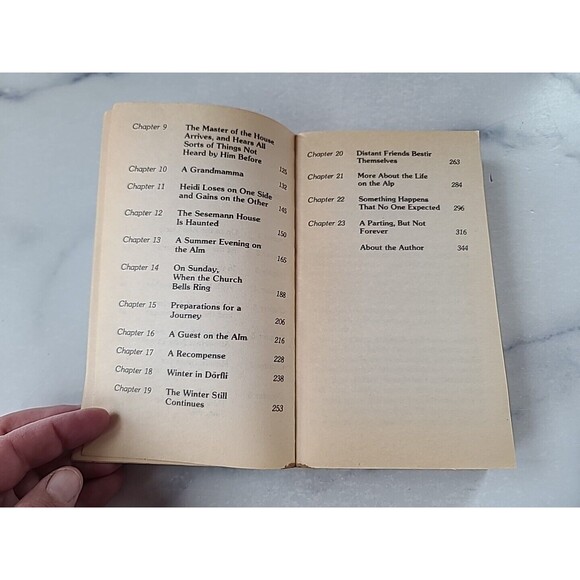 Chapter 9 The Master of the House
Arrives, and Hears All
Sorts of Things Not
Heard by Him Before 125
Chapter 10 A Grandmamma 132
Chapter 11 Heidi Loses on One Side
and Gains on the Other 145
Chapter 12 The Sesemann House
Is Haunted 150
Chapter 13 A Summer Evening on
the Alm 165
Chapter 14 On Sunday,
When the Church
Bells Ring 188
Chapter 15 Preparations for a
Journey 206
Chapter 16 A Guest on the Alm 216
Chapter 17 A Recompense 228
Chapter 18 Winter in Dörfli 238
Chapter 19 The Winter Still
Continues 253
Chapter 20 Distant Friends Bestir
Themselves 263
Chapter 21 More About the Life
on the Alp 284
Chapter 22 Something Happens
That No One Expected 296
Chapter 23 A Parting, But Not
Forever 316
About the Author 344